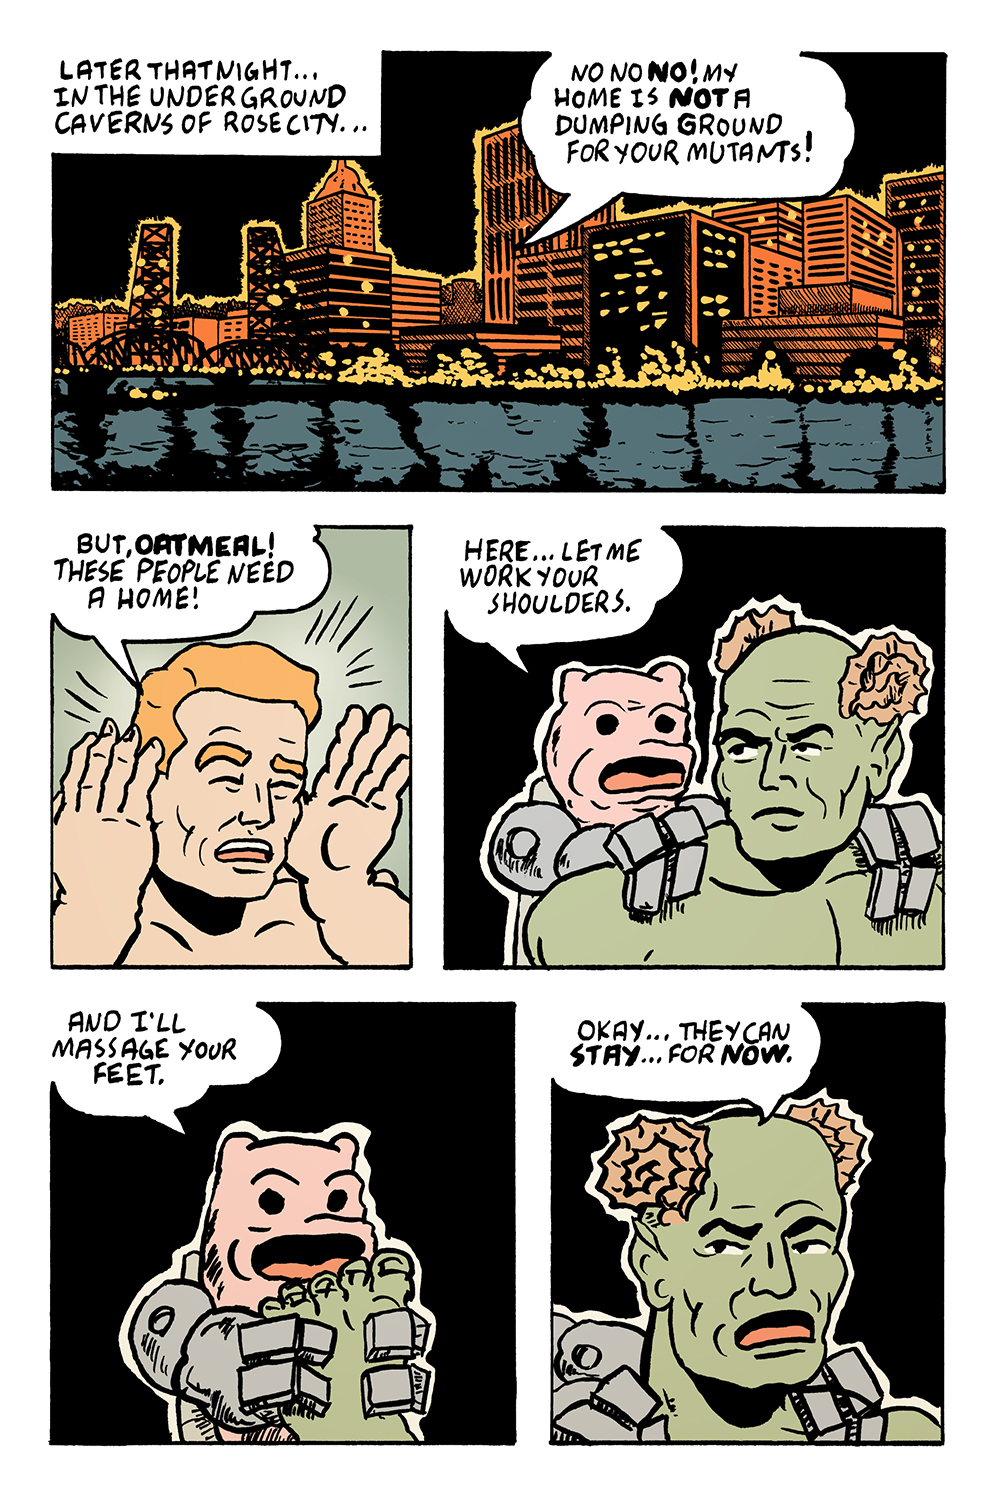 LATER THAT NIGHT...
IN THE UNDERGROUND
CAVERNS OF ROSE CITY...
NO NO NO! MY
HOME IS NOT A
DUMPING GROUND
FOR YOUR MUTANTS!
BUT, OATMEAL!
THESE PEOPLE NEED
A HOME!
HERE... LET ME
WORK YOUR
SHOULDERS.
AND I'LL
MASSAGE YOUR
FEET.
OKAY... THEY CAN
STAY... FOR NOW.